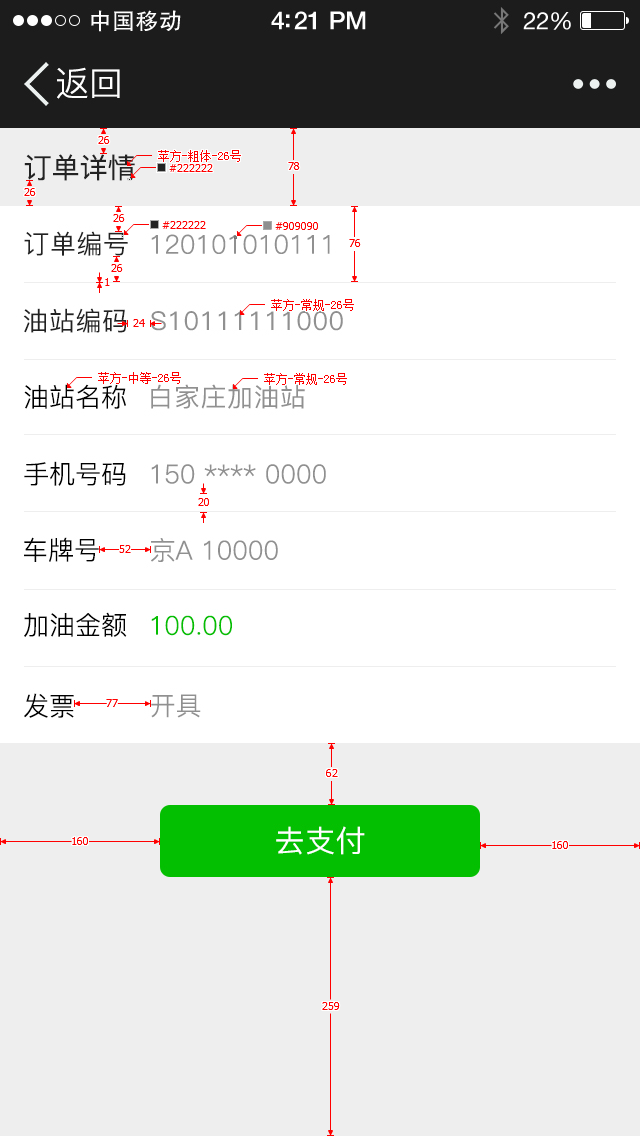 中国移动 4:21 PM 22%
返回
26
苹方-粗体-26号
订单详情 #222222 78
26
26 #222222 #909090
订单编号 120101010111 76
26
1
苹方-常规-26号
油站编码 24 S10111111000
苹方-中等-26号 苹方-常规-26号
油站名称 白家庄加油站
手机号码 150 **** 0000
20
车牌号 52 京A 10000
加油金额 100.00
发票 77 开具
62
160 去支付 160
259